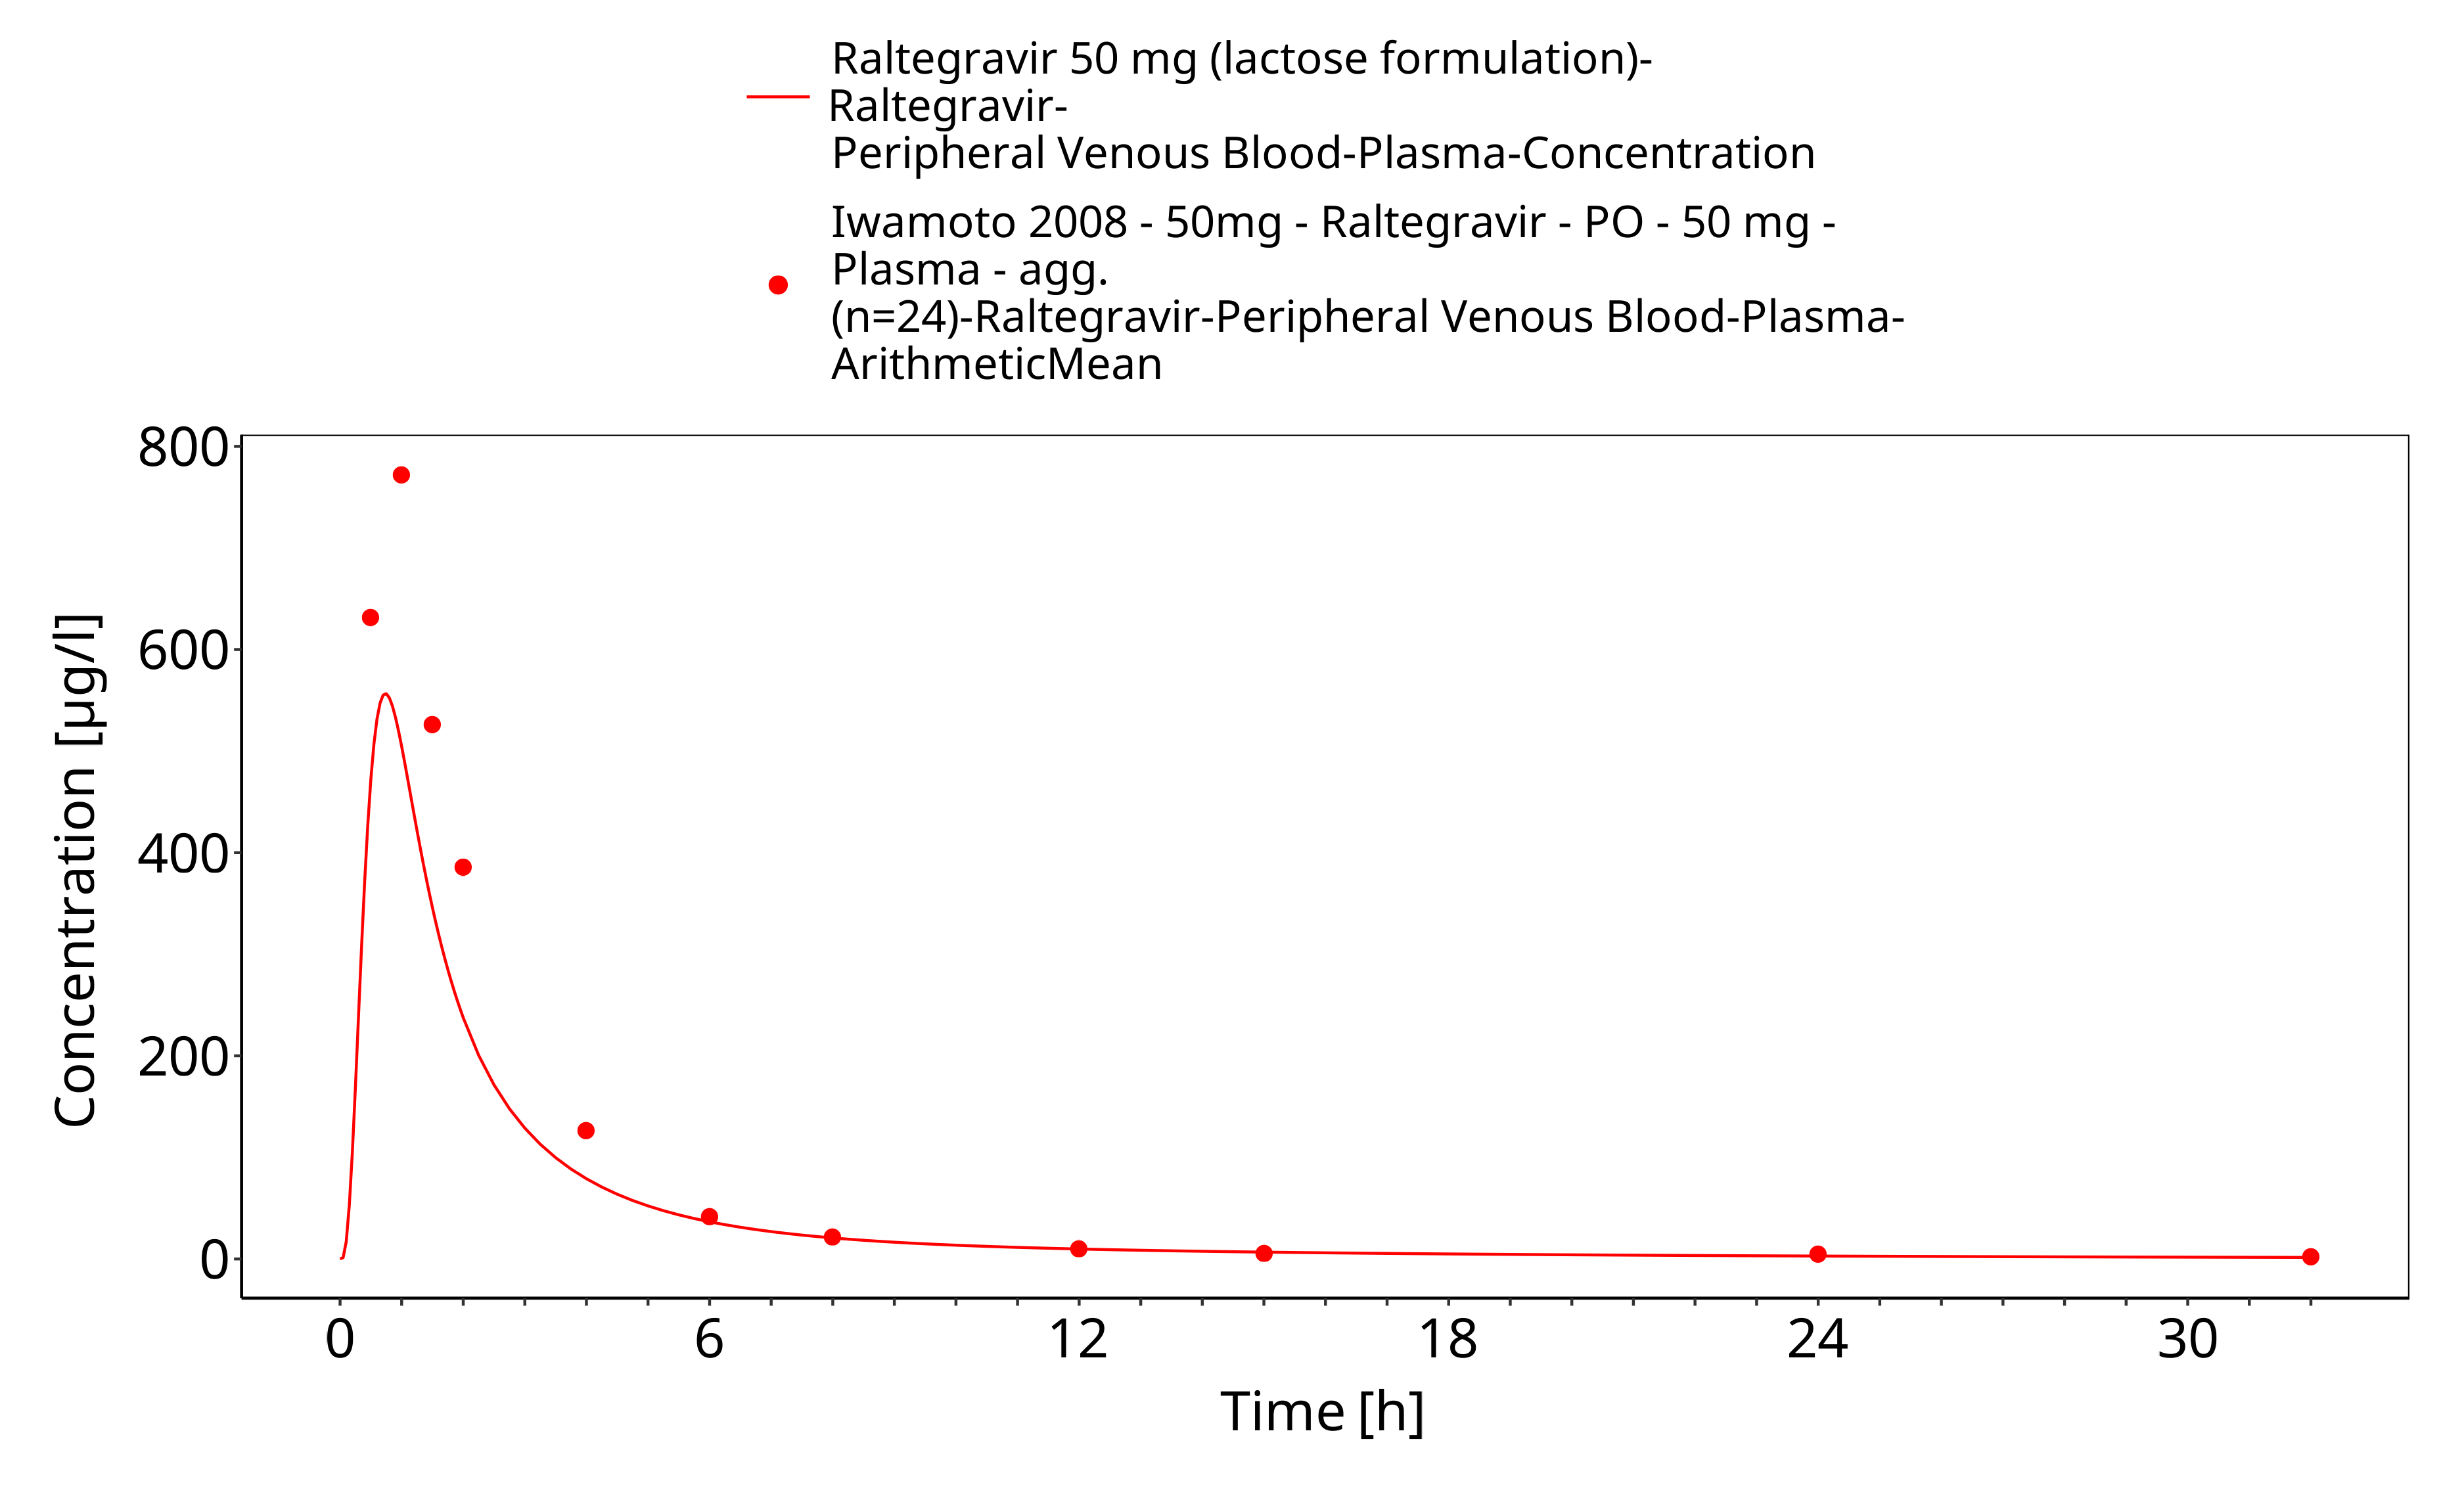 Raltegravir 50 mg (lactose formulation)-
Raltegravir-
Peripheral Venous Blood-Plasma-Concentration
Iwamoto 2008 - 50mg - Raltegravir - PO - 50 mg -
Plasma - agg.
(n=24)-Raltegravir-Peripheral Venous Blood-Plasma-
ArithmeticMean
Concentration [µg/l]
800
600
400
200
0
0 6 12 18 24 30
Time [h]